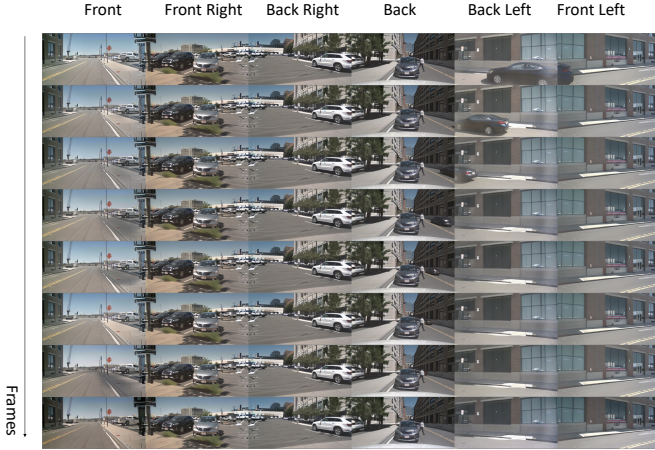 Front
Front Right
Back Right
Back
Back Left
Front Left
Frames